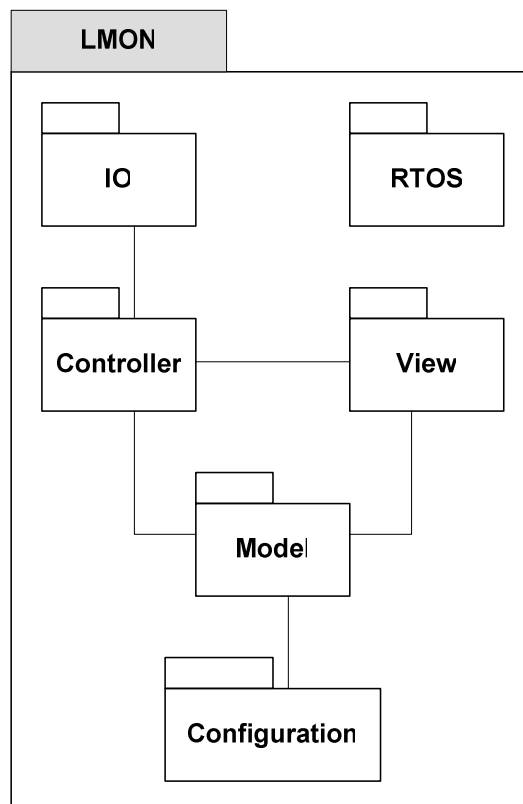 LMON
IO
RTOS
Controller
View
Model
Configuration